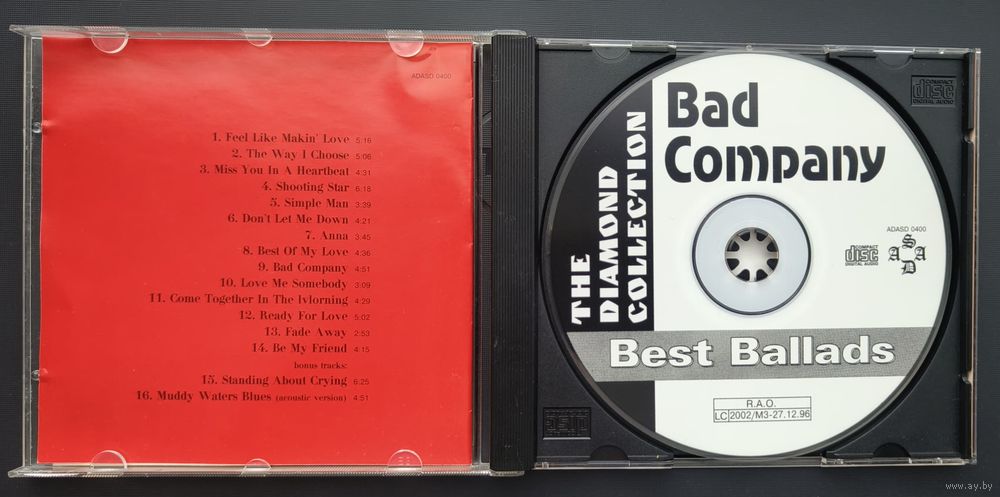 ADASD 0400
1. Feel Like Makin' Love 5:16
2. The Way I Choose 5:06
3. Miss You In A Heartbeat 4:31
4. Shooting Star 6:18
5. Simple Man 3:39
6. Don't Let Me Down 4:21
7. Anna 3:45
8. Best Of My Love 4:36
9. Bad Company 4:51
10. Love Me Somebody 3:09
11. Come Together In The Ivlorning 4:29
12. Ready For Love 5:02
13. Fade Away 2:53
14. Be My Friend 4:15
bonus tracks:
15. Standing About Crying 6:25
16. Muddy Waters Blues (acoustic version) 4:51
COMPACT
disc
DIGITAL AUDIO
Bad
Company
THE
DIAMOND
COLLECTION
ADASD 0400
COMPACT
disc
DIGITAL AUDIO
S
A A
D
Best Ballads
R.A.O.
LC 2002/M3-27.12.96
www.ay.by